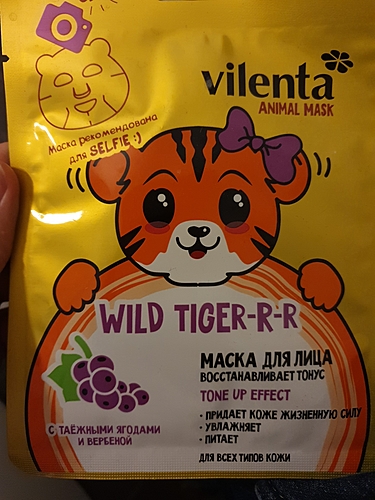 vilenta
ANIMAL MASK
Маска рекомендована
для SELFIE :)
WILD TIGER-R-R
МАСКА ДЛЯ ЛИЦА
ВОССТАНАВЛИВАЕТ ТОНУС
TONE UP EFFECT
• ПРИДАЕТ КОЖЕ ЖИЗНЕННУЮ СИЛУ
• УВЛАЖНЯЕТ
• ПИТАЕТ
ДЛЯ ВСЕХ ТИПОВ КОЖИ
С ТАЁЖНЫМИ ЯГОДАМИ
И ВЕРБЕНОЙ